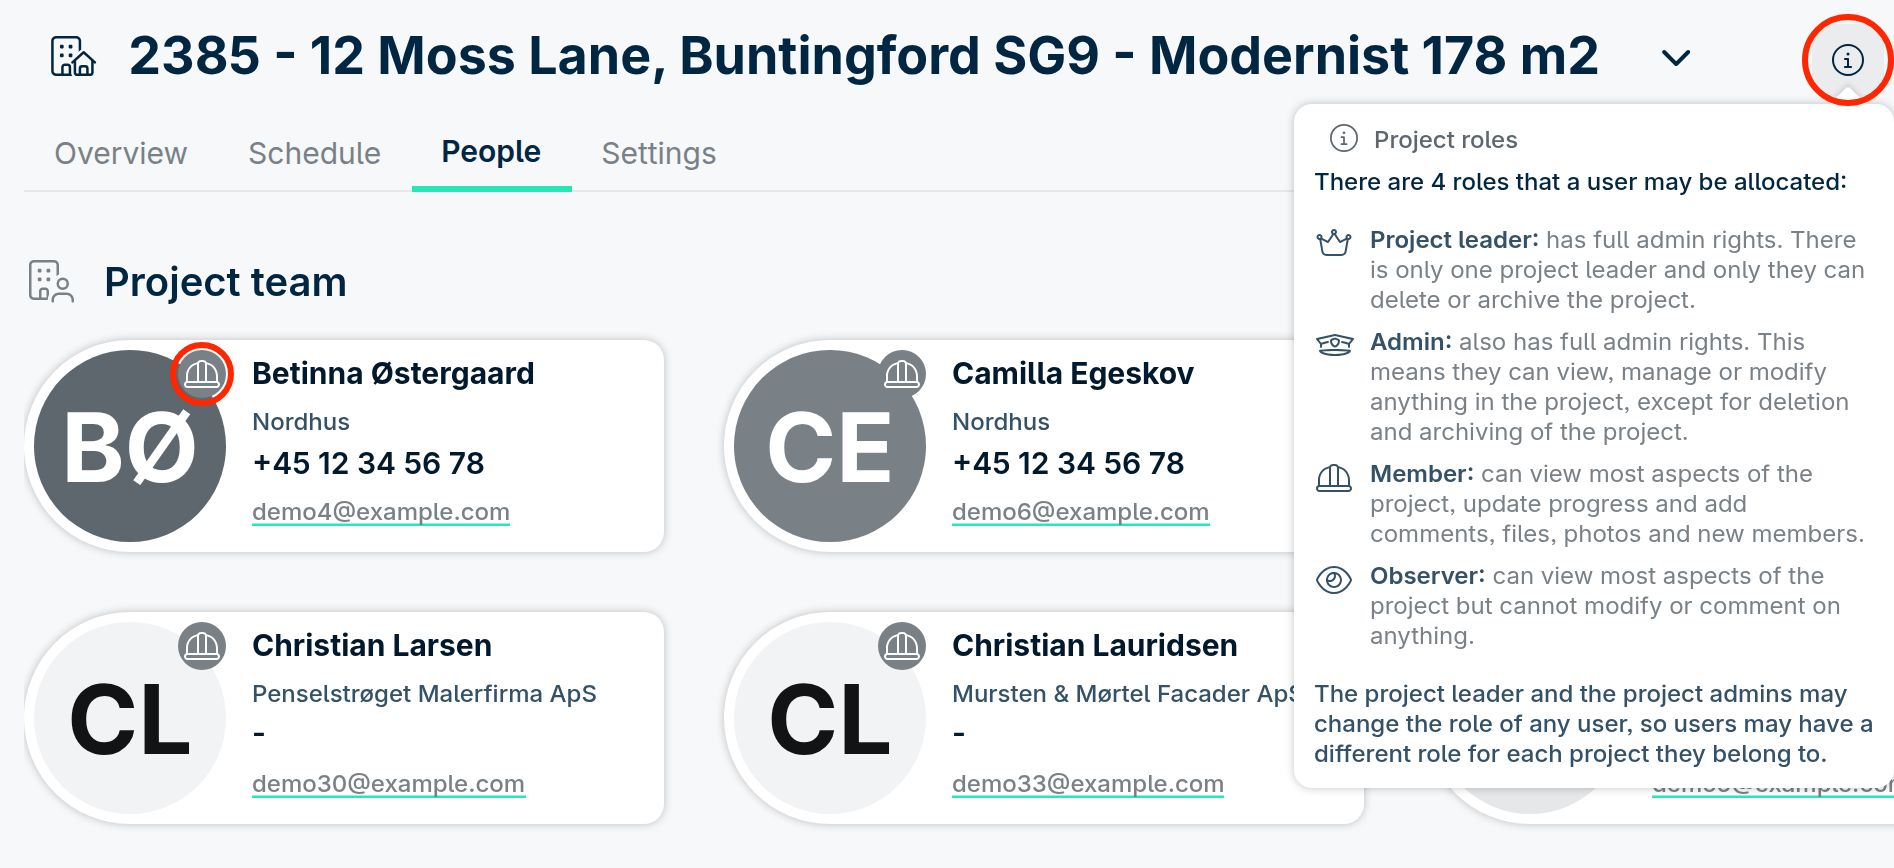 2385 - 12 Moss Lane, Buntingford SG9 - Modernist 178 m2
Overview Schedule People Settings
Project team
BØ
Betinna Østergaard
Nordhus
+45 12 34 56 78
demo4@example.com
CE
Camilla Egeskov
Nordhus
+45 12 34 56 78
demo6@example.com
CL
Christian Larsen
Penselstrøget Malerfirma ApS
-
demo30@example.com
CL
Christian Lauridsen
Mursten & Mørtel Facader ApS
-
demo33@example.com
Project roles
There are 4 roles that a user may be allocated:
Project leader: has full admin rights. There
is only one project leader and only they can
delete or archive the project.
Admin: also has full admin rights. This
means they can view, manage or modify
anything in the project, except for deletion
and archiving of the project.
Member: can view most aspects of the
project, update progress and add
comments, files, photos and new members.
Observer: can view most aspects of the
project but cannot modify or comment on
anything.
The project leader and the project admins may
change the role of any user, so users may have a
different role for each project they belong to.